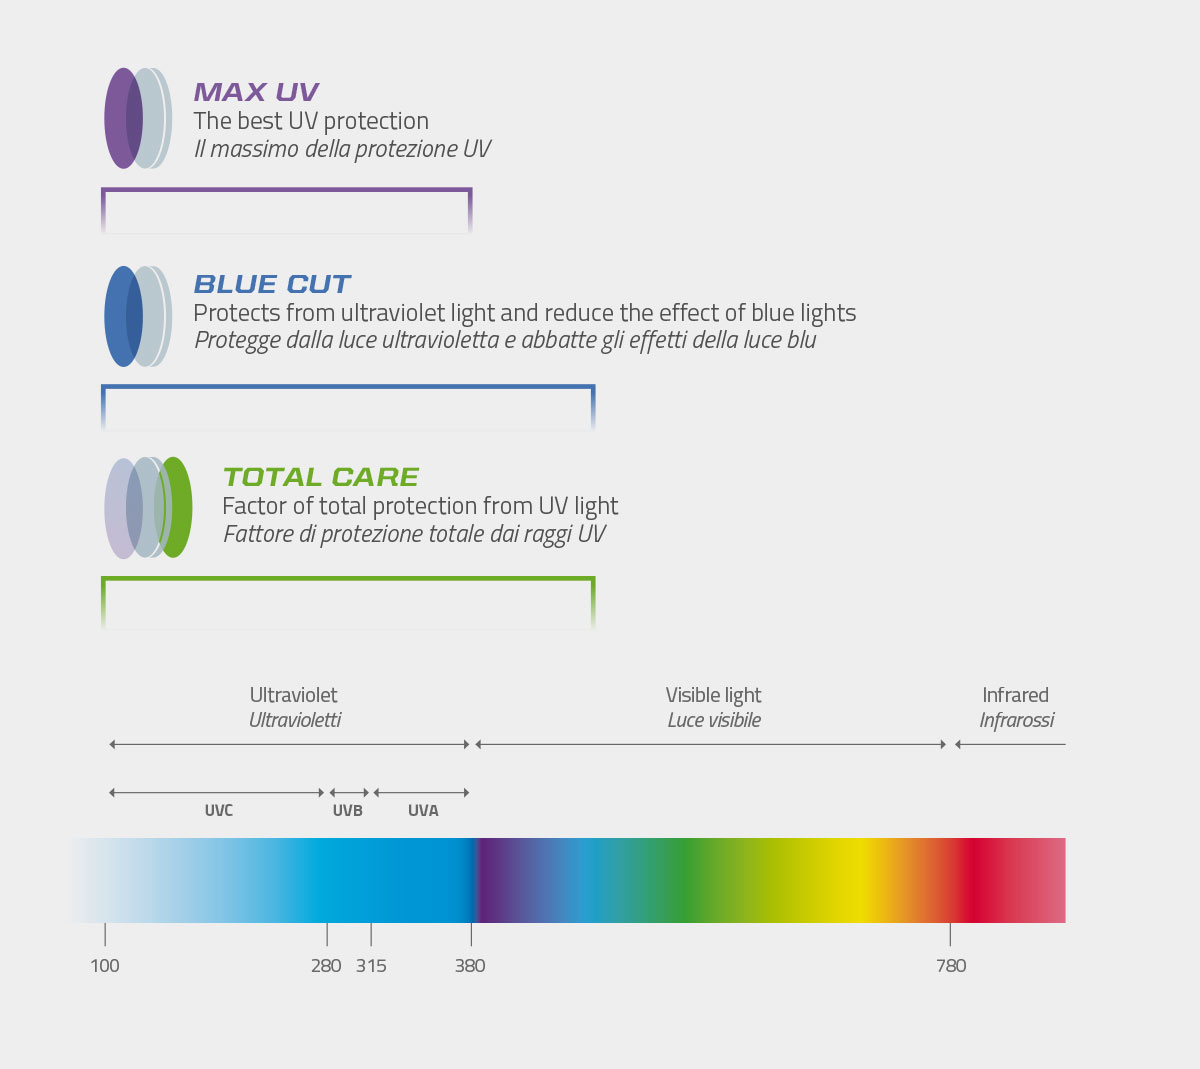 MAX UV
The best UV protection
Il massimo della protezione UV
BLUE CUT
Protects from ultraviolet light and reduce the effect of blue lights
Protegge dalla luce ultravioletta e abbatte gli effetti della luce blu
TOTAL CARE
Factor of total protection from UV light
Fattore di protezione totale dai raggi UV
Ultraviolet Visible light Infrared
Ultravioletti Luce visibile Infrarossi
UVC UVB UVA
100 280 315 380 780